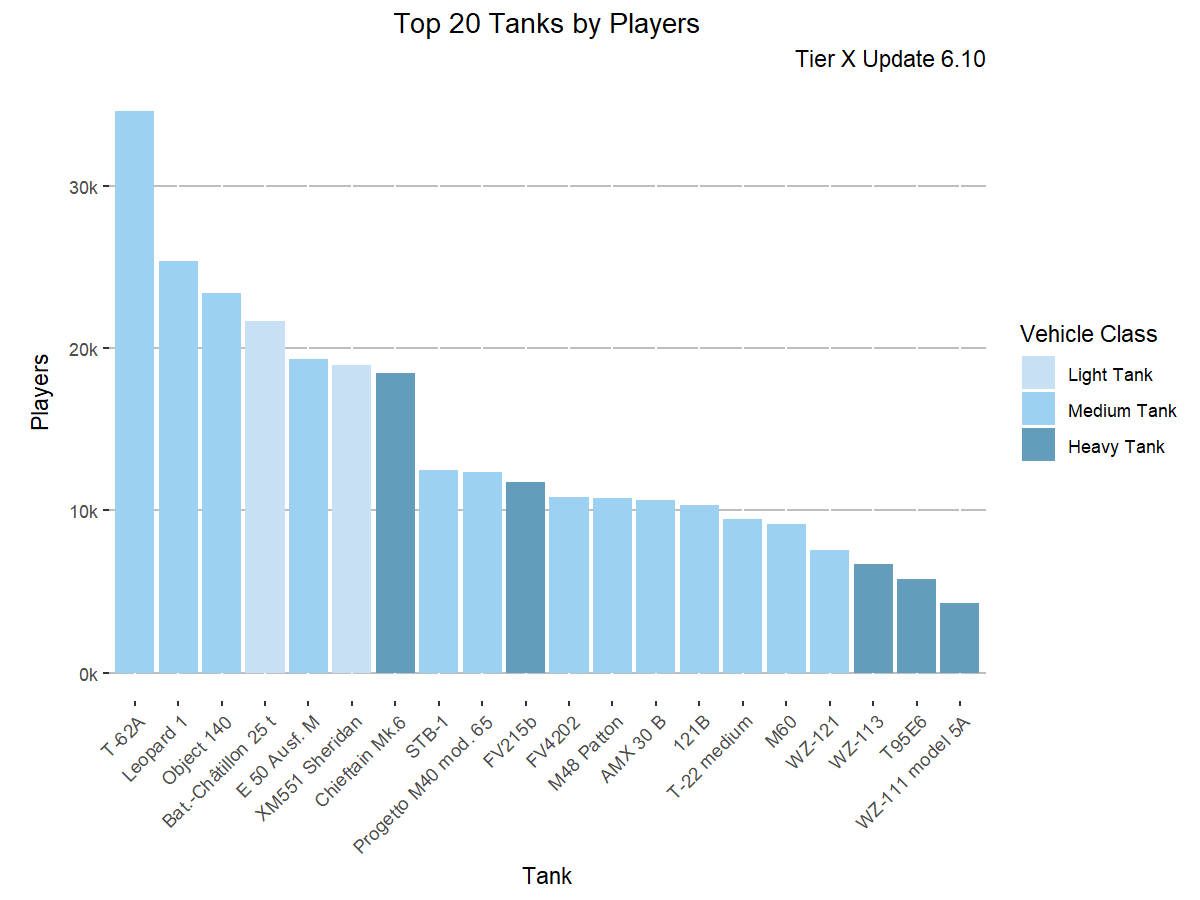 Top 20 Tanks by Players
Tier X Update 6.10
30k
20k
10k
0k
Players
T-62A
Leopard 1
Object 140
Bat.-Châtillon 25 t
E 50 Ausf. M
XM551 Sheridan
Chieftain Mk.6
STB-1
Progetto M40 mod. 65
FV215b
FV4202
M48 Patton
AMX 30 B
121B
T-22 medium
M60
WZ-121
WZ-113
T95E6
WZ-111 model 5A
Tank
Vehicle Class
Light Tank
Medium Tank
Heavy Tank